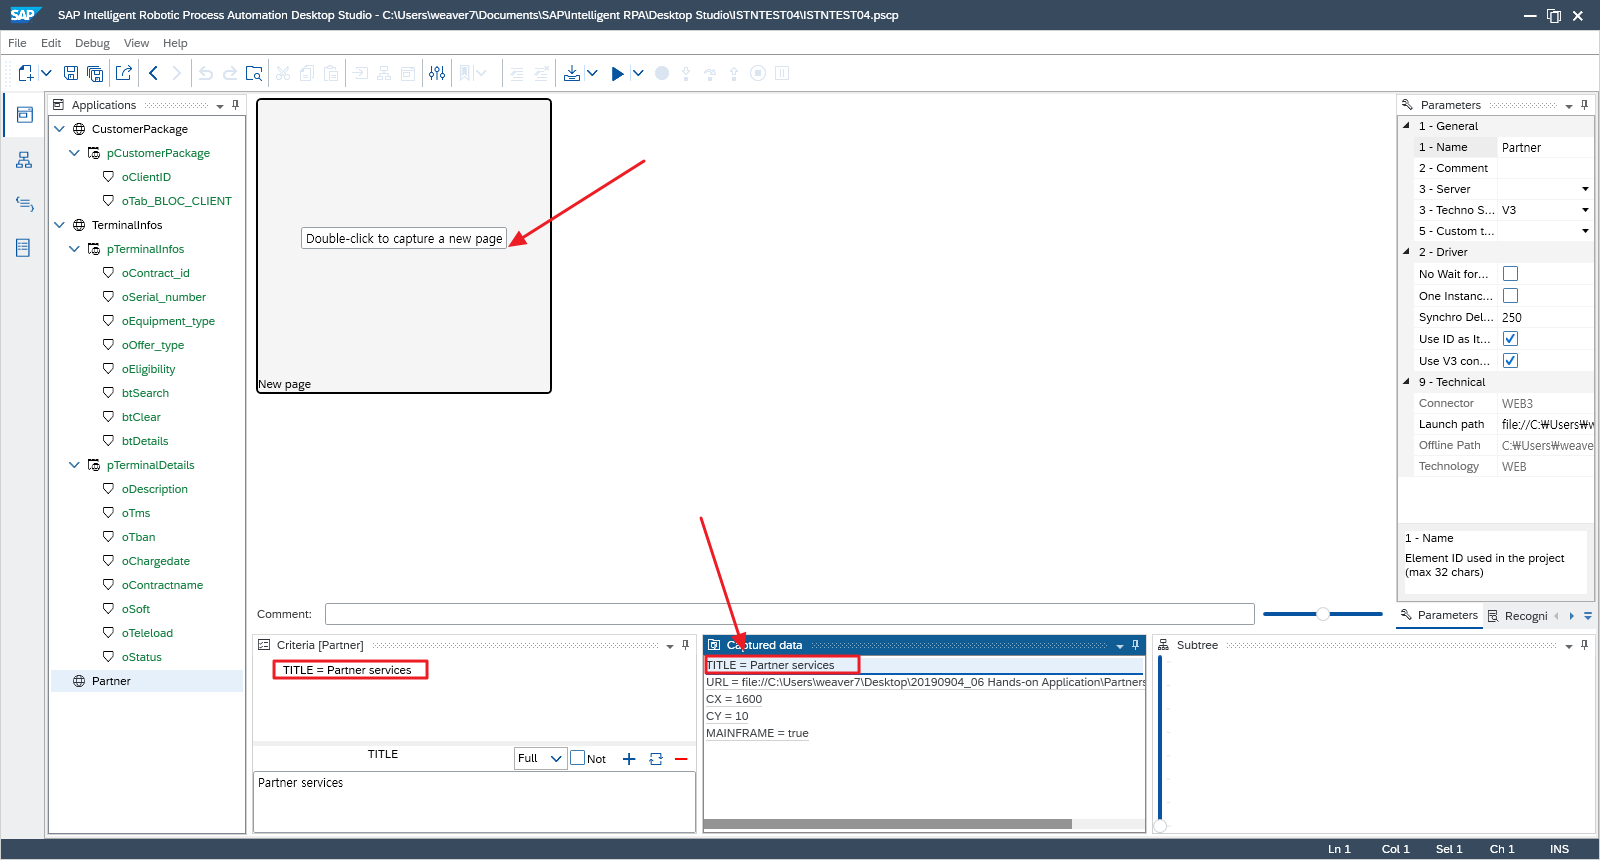 SAP SAP Intelligent Robotic Process Automation Desktop Studio - C:\Users\weaver7\Documents\SAP\Intelligent RPA\Desktop Studio\ISTNTEST04\ISTNTEST04.pscp
File Edit Debug View Help
Applications
CustomerPackage
pCustomerPackage
oClientID
oTab_BLOC_CLIENT
TerminalInfos
pTerminalInfos
oContract_id
oSerial_number
oEquipment_type
oOffer_type
oEligibility
btSearch
btClear
btDetails
pTerminalDetails
oDescription
oTms
oTban
oChargedate
oContractname
oSoft
oTeleload
oStatus
Partner
Double-click to capture a new page
New page
Comment:
Criteria [Partner]
TITLE = Partner services
TITLE Full Not
Partner services
Captured data
TITLE = Partner services
URL = file://C:\Users\weaver7\Desktop\20190904_06 Hands-on Application\Partners
CX = 1600
CY = 10
MAINFRAME = true
Subtree
Parameters
1 - General
1 - Name Partner
2 - Comment
3 - Server
3 - Techno S... V3
5 - Custom t...
2 - Driver
No Wait for...
One Instanc...
Synchro Del... 250
Use ID as It...
Use V3 con...
9 - Technical
Connector WEB3
Launch path file://C:₩Users₩w
Offline Path C:₩Users₩weave
Technology WEB
1 - Name
Element ID used in the project
(max 32 chars)
Parameters Recogni
Ln 1 Col 1 Sel 1 Ch 1 INS